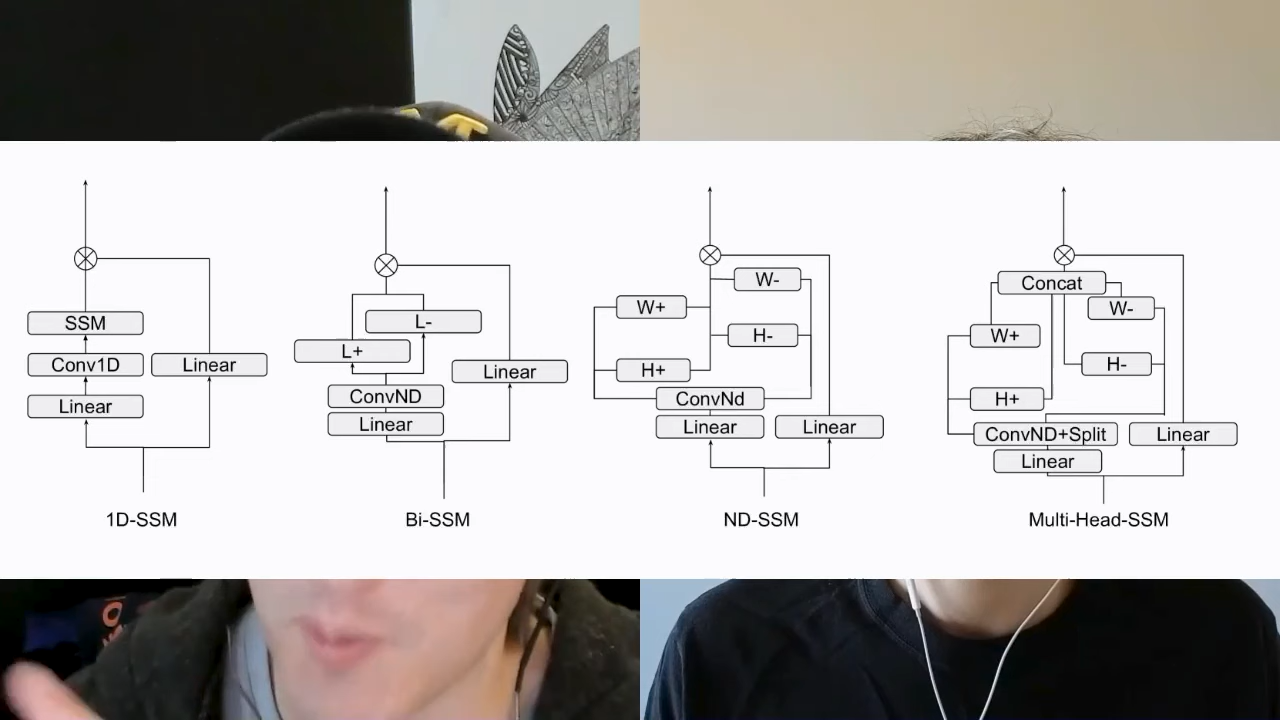 SSM
Conv1D
Linear
Linear
1D-SSM
L-
L+
Linear
ConvND
Linear
Bi-SSM
W-
W+
H-
H+
ConvNd
Linear
Linear
ND-SSM
Concat
W-
W+
H-
H+
ConvND+Split
Linear
Linear
Multi-Head-SSM